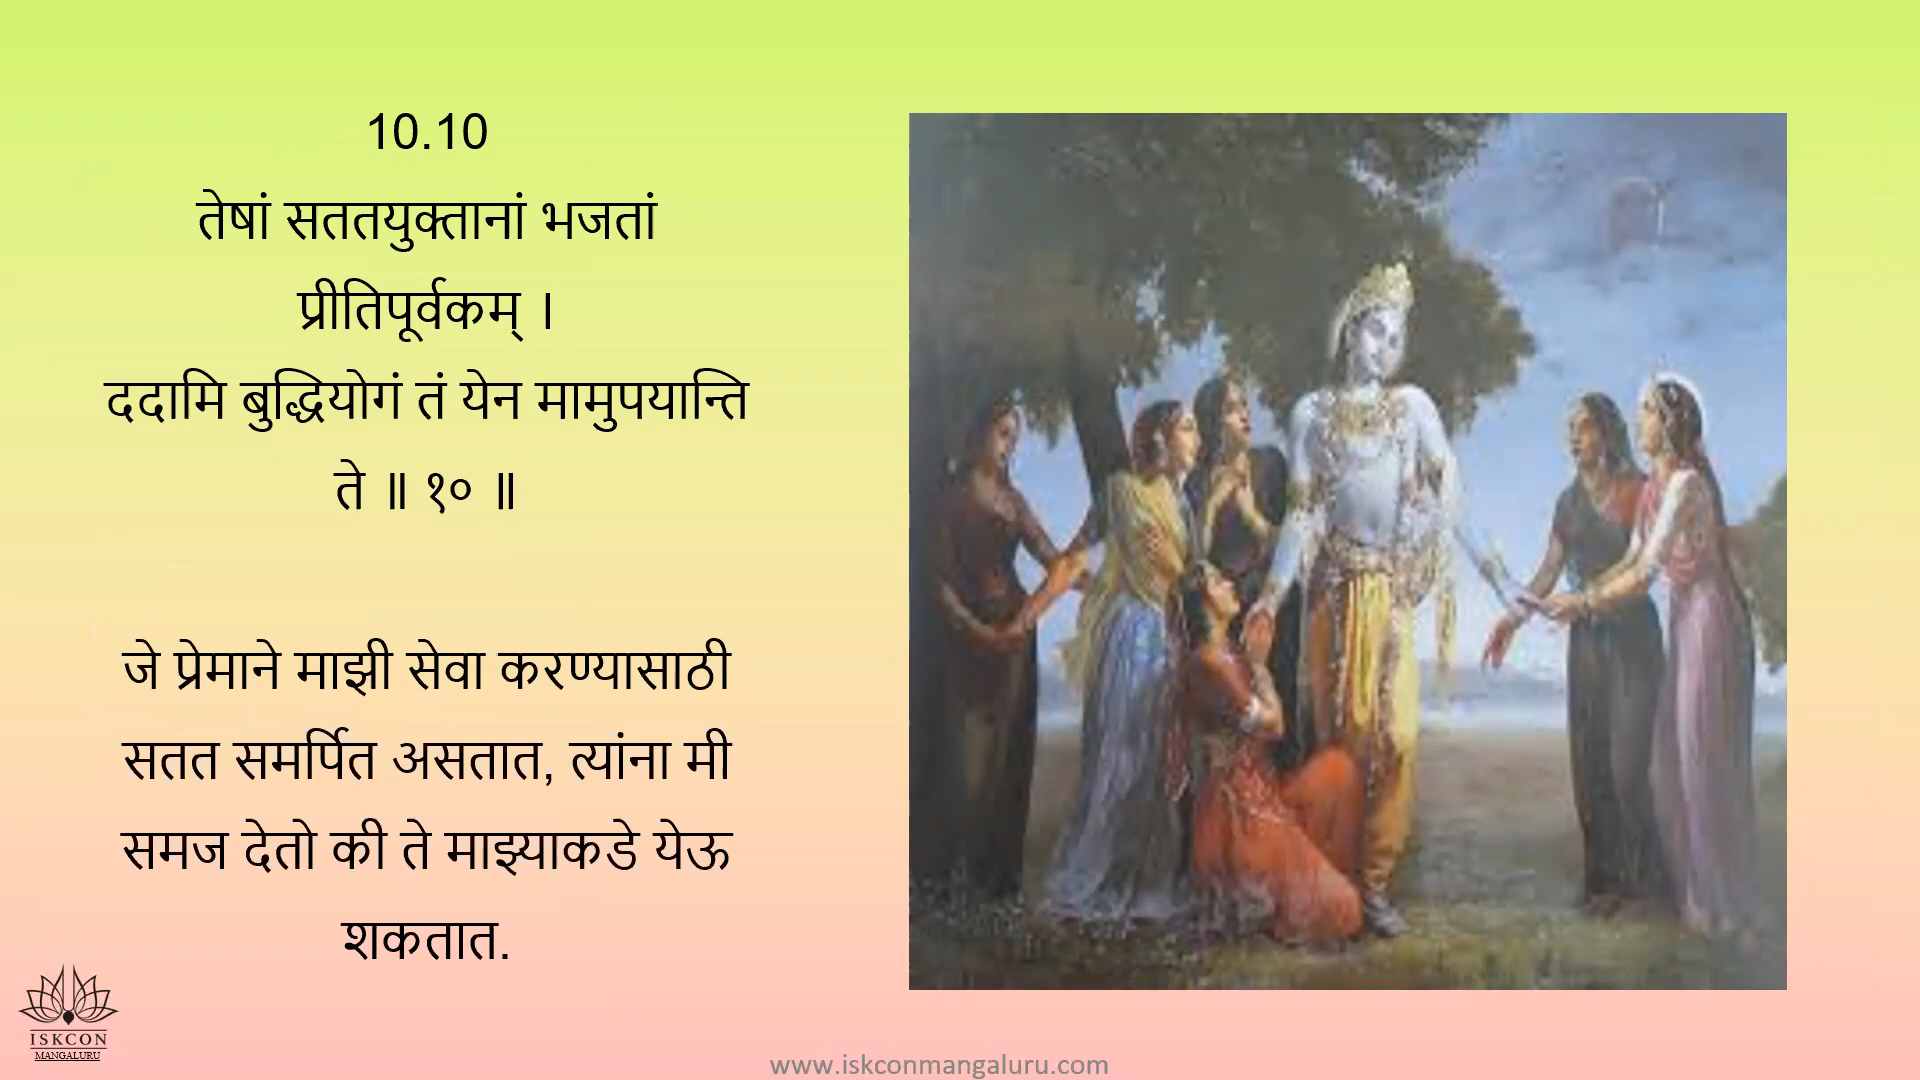 10.10
तेषां सततयुक्तानां भजतां
प्रीतिपूर्वकम् ।
ददामि बुद्धियोगं तं येन मामुपयान्ति
ते ॥ १० ॥
जे प्रेमाने माझी सेवा करण्यासाठी
सतत समर्पित असतात, त्यांना मी
समज देतो की ते माझ्याकडे येऊ
शकतात.
ISKCON
MANGALURU
www.iskconmangaluru.com